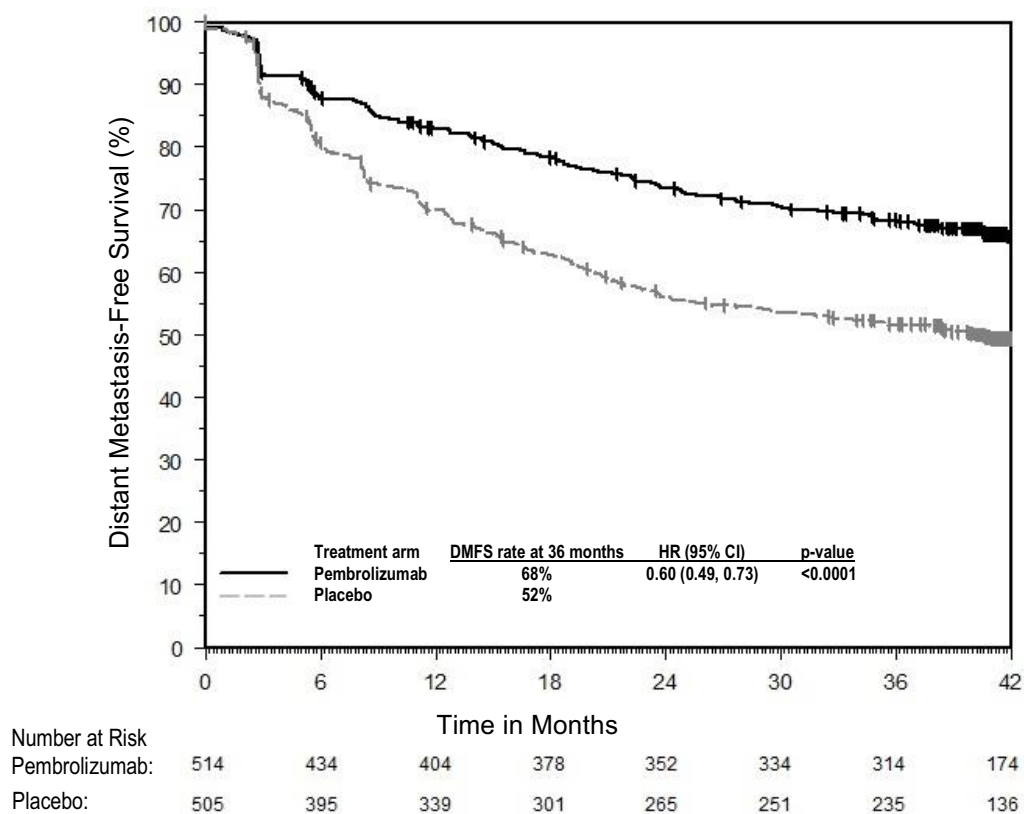 100
90
80
70
60
50
40
30
20
10
0
Distant Metastasis-Free Survival (%)
Treatment arm DMFS rate at 36 months HR (95% CI) p-value
Pembrolizumab 68% 0.60 (0.49, 0.73) <0.0001
Placebo 52%
0 6 12 18 24 30 36 42
Time in Months
Number at Risk
Pembrolizumab: 514 434 404 378 352 334 314 174
Placebo: 505 395 339 301 265 251 235 136